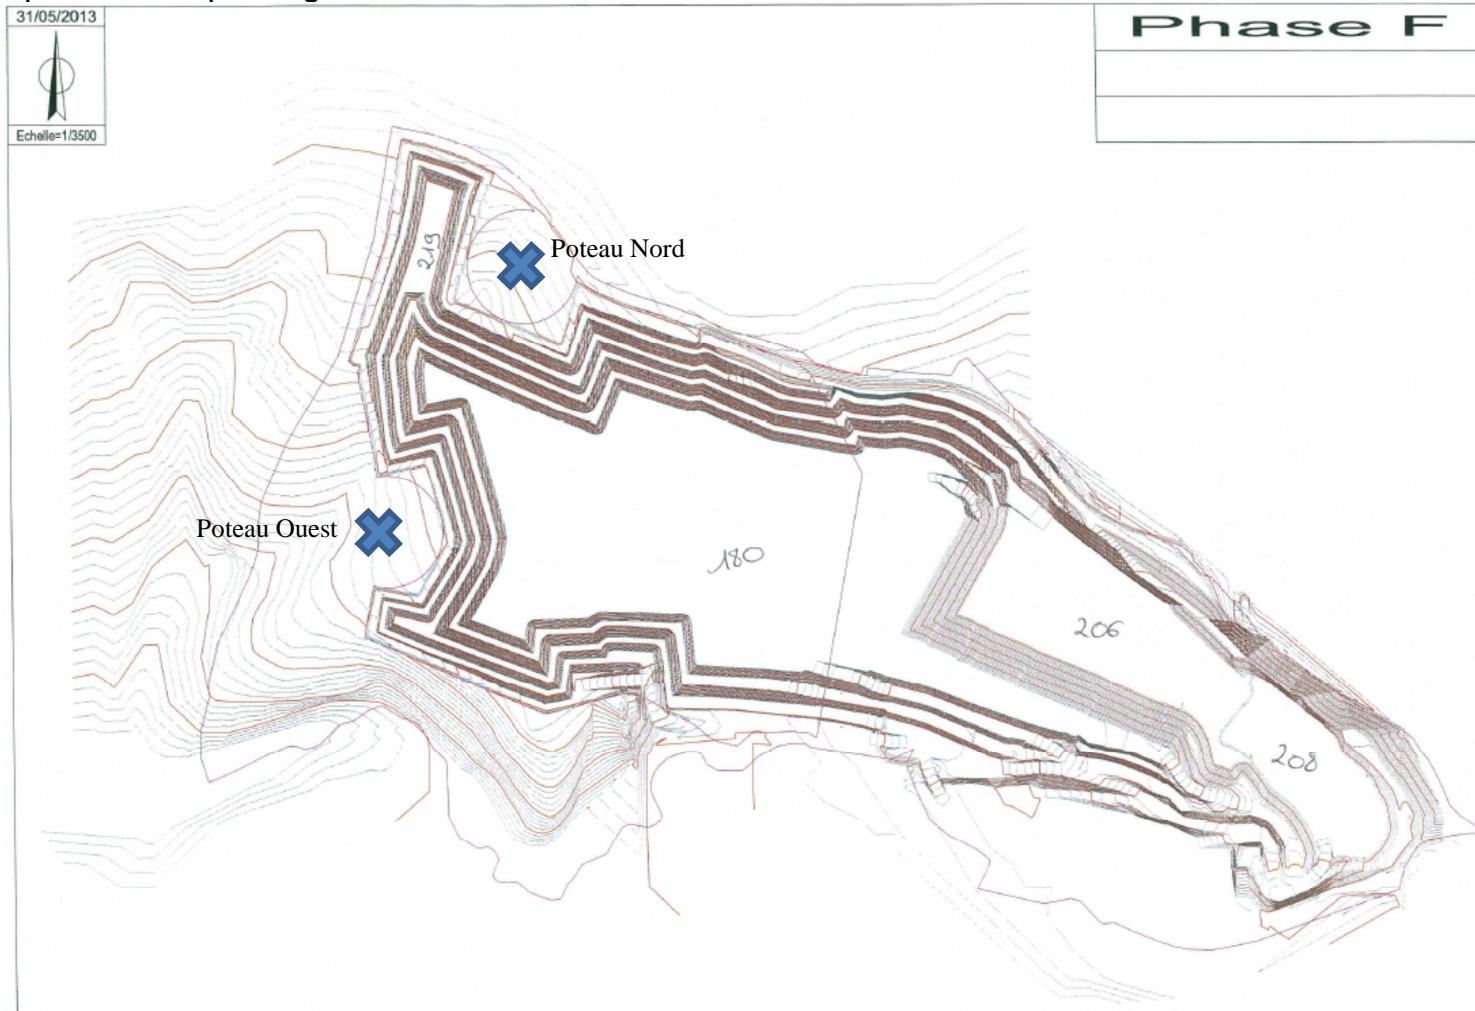 31/05/2013
Echelle=1/3500
Phase F
Poteau Nord
219
Poteau Ouest
180
206
208